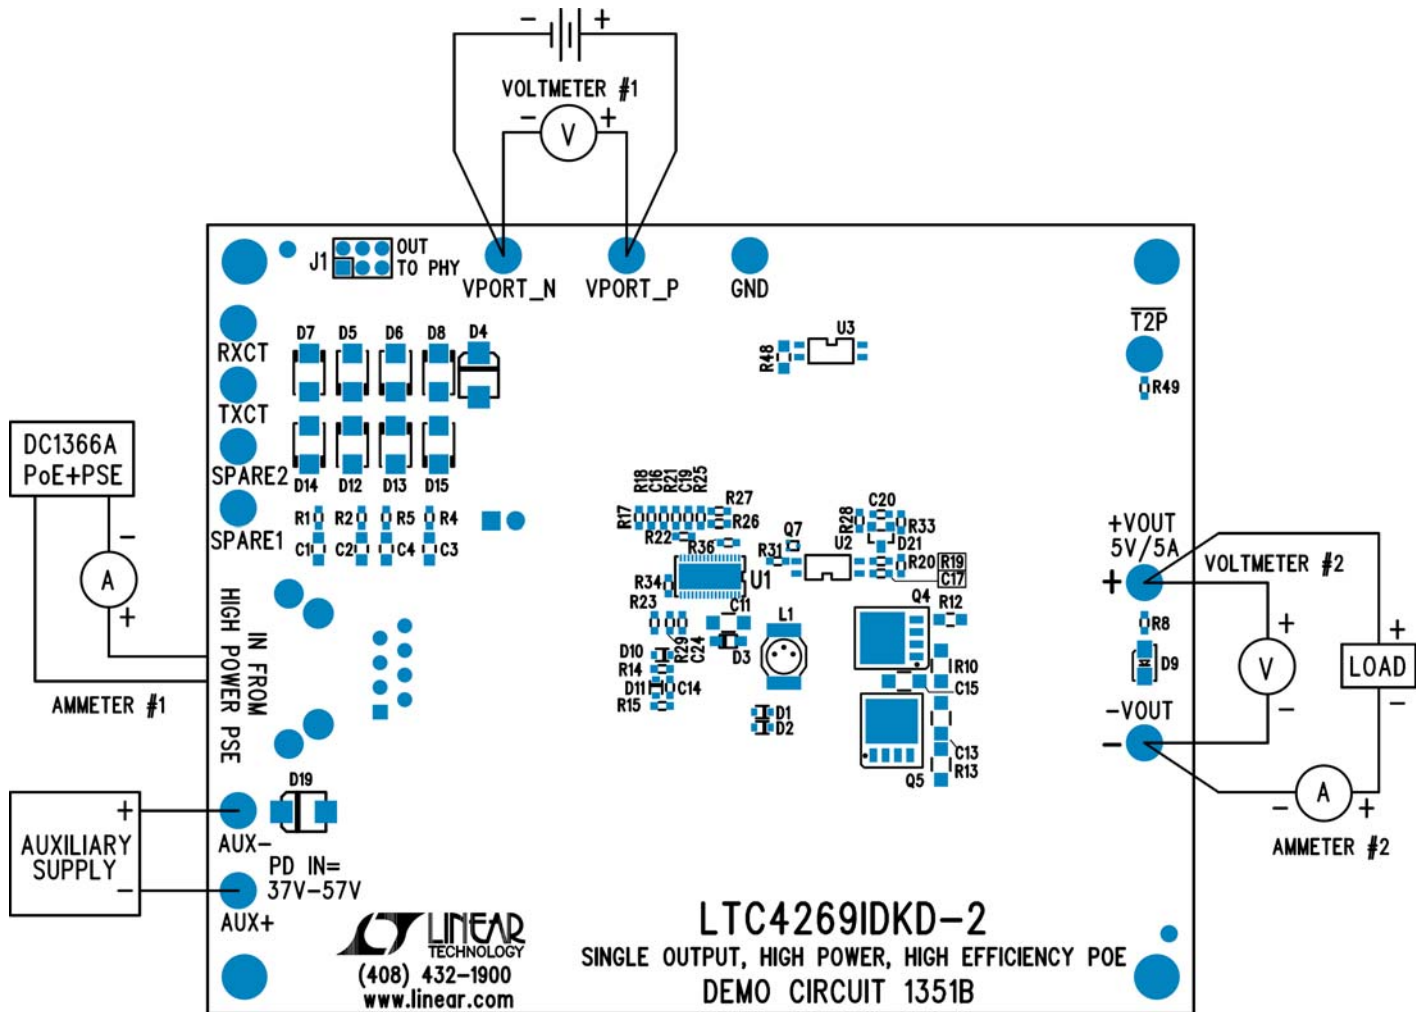 - +
VOLTMETER #1
- V +
J1 OUT
TO PHY
VPORT_N VPORT_P GND
RXCT
TXCT
SPARE2
SPARE1
D7 D5 D6 D8 D4
D14 D12 D13 D15
R1 R2 R5 R4
C1 C2 C4 C3
U3
R48
T2P
R49
DC1366A
PoE+PSE
-
A
+
AMMETER #1
IN FROM
HIGH POWER PSE
R17 R18 C16 R21 C19 R25
R27
R26
R22
R36
R34 U1
R23
R29 C24
C11
D3
D10
R14
D11 C14
R15
L1
D1
D2
Q7
R31 U2
R28 C20 R33
D21
R20 R19
C17
Q4 R12
R10
C15
C13
R13
Q5
+VOUT
5V/5A
+
R8
D9
-VOUT
-
VOLTMETER #2
+
V
-
+
LOAD
-
- A +
AMMETER #2
AUXILIARY
SUPPLY
+
-
AUX-
AUX+
D19
PD IN=
37V-57V
LINEAR
TECHNOLOGY
(408) 432-1900
www.linear.com
LTC4269IDKD-2
SINGLE OUTPUT, HIGH POWER, HIGH EFFICIENCY POE
DEMO CIRCUIT 1351B